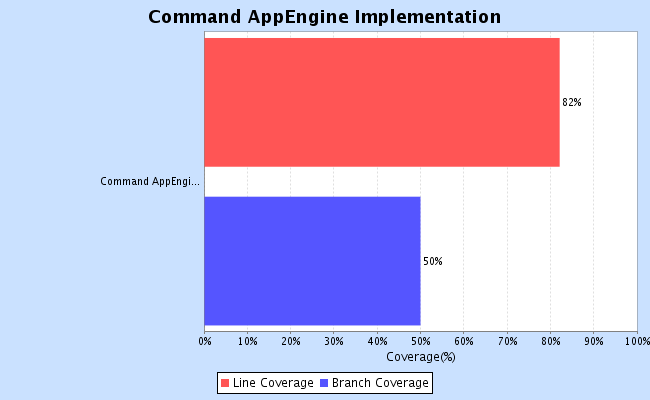 Command AppEngine Implementation
82%
Command AppEngi...
50%
0% 10% 20% 30% 40% 50% 60% 70% 80% 90% 100%
Coverage(%)
Line Coverage Branch Coverage